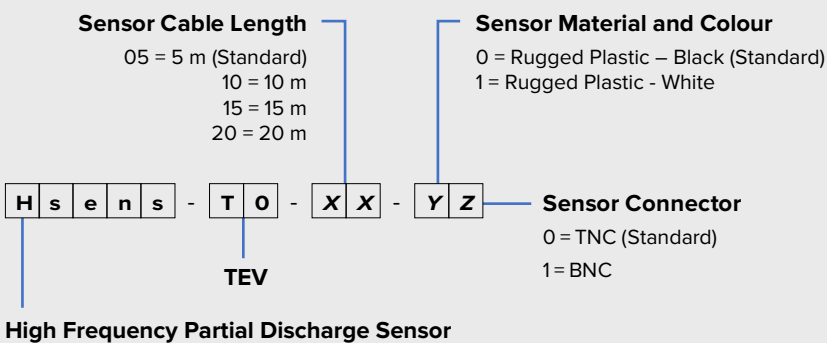 Sensor Cable Length
05 = 5 m (Standard)
10 = 10 m
15 = 15 m
20 = 20 m
Sensor Material and Colour
0 = Rugged Plastic – Black (Standard)
1 = Rugged Plastic - White
H s e n s - T 0 - X X - Y Z
Sensor Connector
0 = TNC (Standard)
1 = BNC
TEV
High Frequency Partial Discharge Sensor